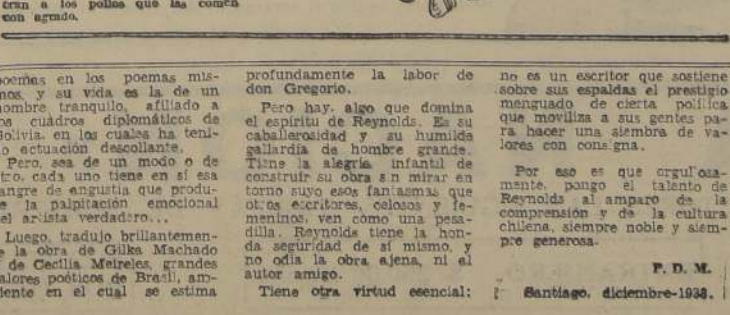 eran a los pollos que las comen
con agrado.
poemas en los poemas mis-
mos, y su vida es la de un
hombre tranquilo, afiliado a
os cuadros diplomáticos de
Bolivia, en los cuales ha teni-
o actuación descollante.
Pero, sea de un modo o de
tro, cada uno tiene en sí esa
angre de angustia que produ-
e la palpitación emocional
el artista verdadero...
Luego, tradujo brillantemen-
e la obra de Gilka Machado
de Cecilia Meireles, grandes
alores poéticos de Brasil, am-
iente en el cual se estima
profundamente la labor de
don Gregorio.
Pero hay algo que domina
el espíritu de Reynolds. Es su
caballerosidad y su humilde
gallardía de hombre grande.
Tiene la alegría infantil de
construir su obra sin mirar en
torno suyo esos fantasmas que
otros escritores, celosos y fe-
meninos, ven como una pesa-
dilla. Reynolds tiene la hon-
da seguridad de sí mismo, y
no odia la obra ajena, ni el
autor amigo.
Tiene otra virtud esencial:
no es un escritor que sostiene
sobre sus espaldas el prestigio
menguado de cierta política
que moviliza a sus gentes pa-
ra hacer una siembra de va-
lores con consigna.
Por eso es que orgullosa-
mente, pongo el talento de
Reynolds al amparo de la
comprensión y de la cultura
chilena, siempre noble y siem-
pre generosa.
P. D. M.
Santiago, diciembre-1938.